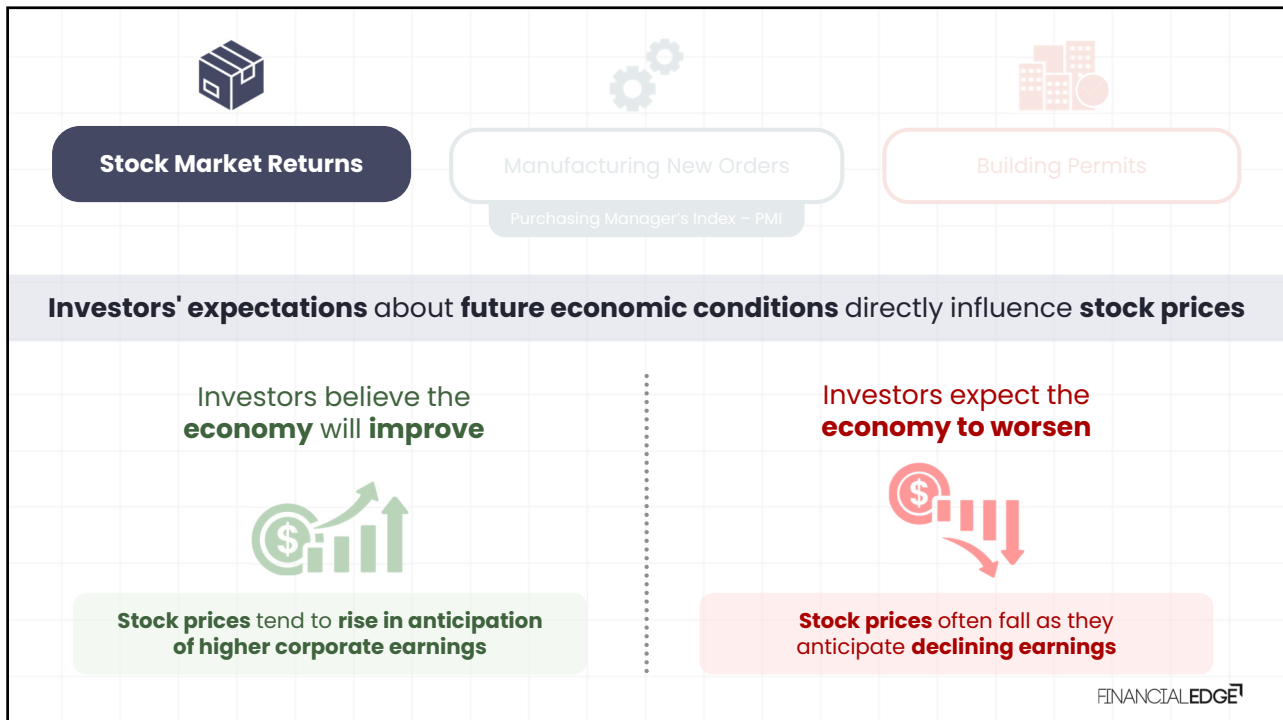 Stock Market Returns
Manufacturing New Orders
Building Permits
Purchasing Manager's Index – PMI
Investors' expectations about future economic conditions directly influence stock prices
Investors believe the
economy will improve
Stock prices tend to rise in anticipation
of higher corporate earnings
Investors expect the
economy to worsen
Stock prices often fall as they
anticipate declining earnings
FINANCIALEDGE